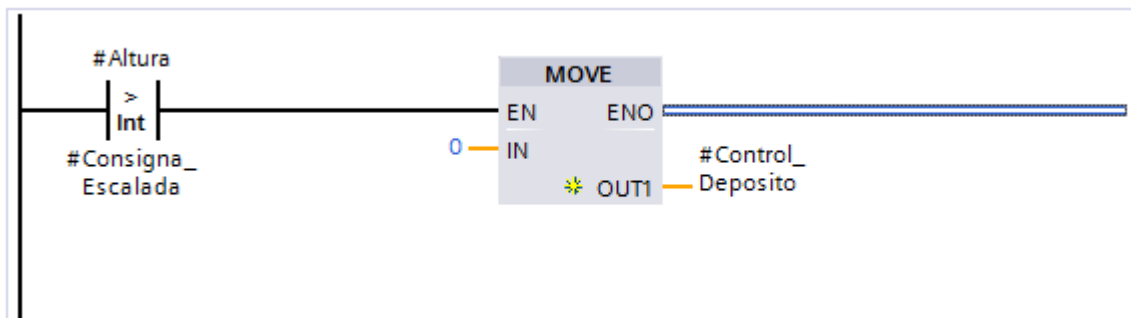 #Altura
>
Int
#Consigna_
Escalada
MOVE
EN ENO
0 IN
OUT1
#Control_
Deposito